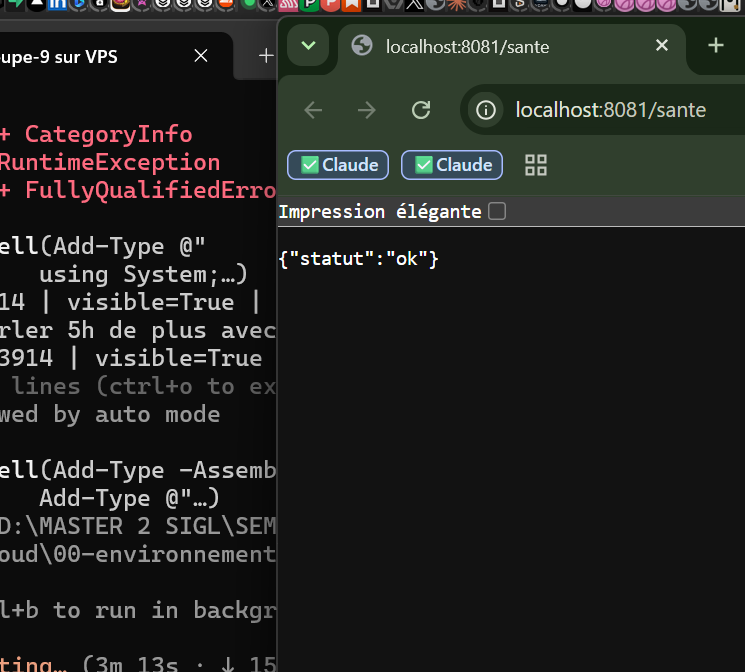 upe-9 sur VPS
+ CategoryInfo
RuntimeException
+ FullyQualifiedErro
ell(Add-Type @"
using System;…)
14 | visible=True |
rler 5h de plus avec
3914 | visible=True
lines (ctrl+o to ex
wed by auto mode
ell(Add-Type -Assemb
Add-Type @"…)
D:\MASTER 2 SIGL\SEM
oud\00-environnement
l+b to run in backgr
ting… (3m 13s · ↓ 15
localhost:8081/sante
localhost:8081/sante
Claude Claude
Impression élégante
{"statut":"ok"}